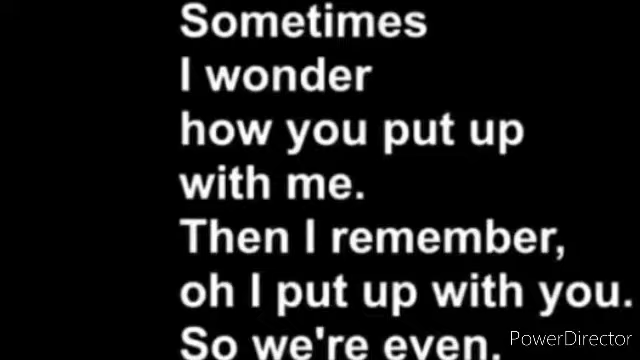 Sometimes
I wonder
how you put up
with me.
Then I remember,
oh I put up with you.
So we're even.
PowerDirector